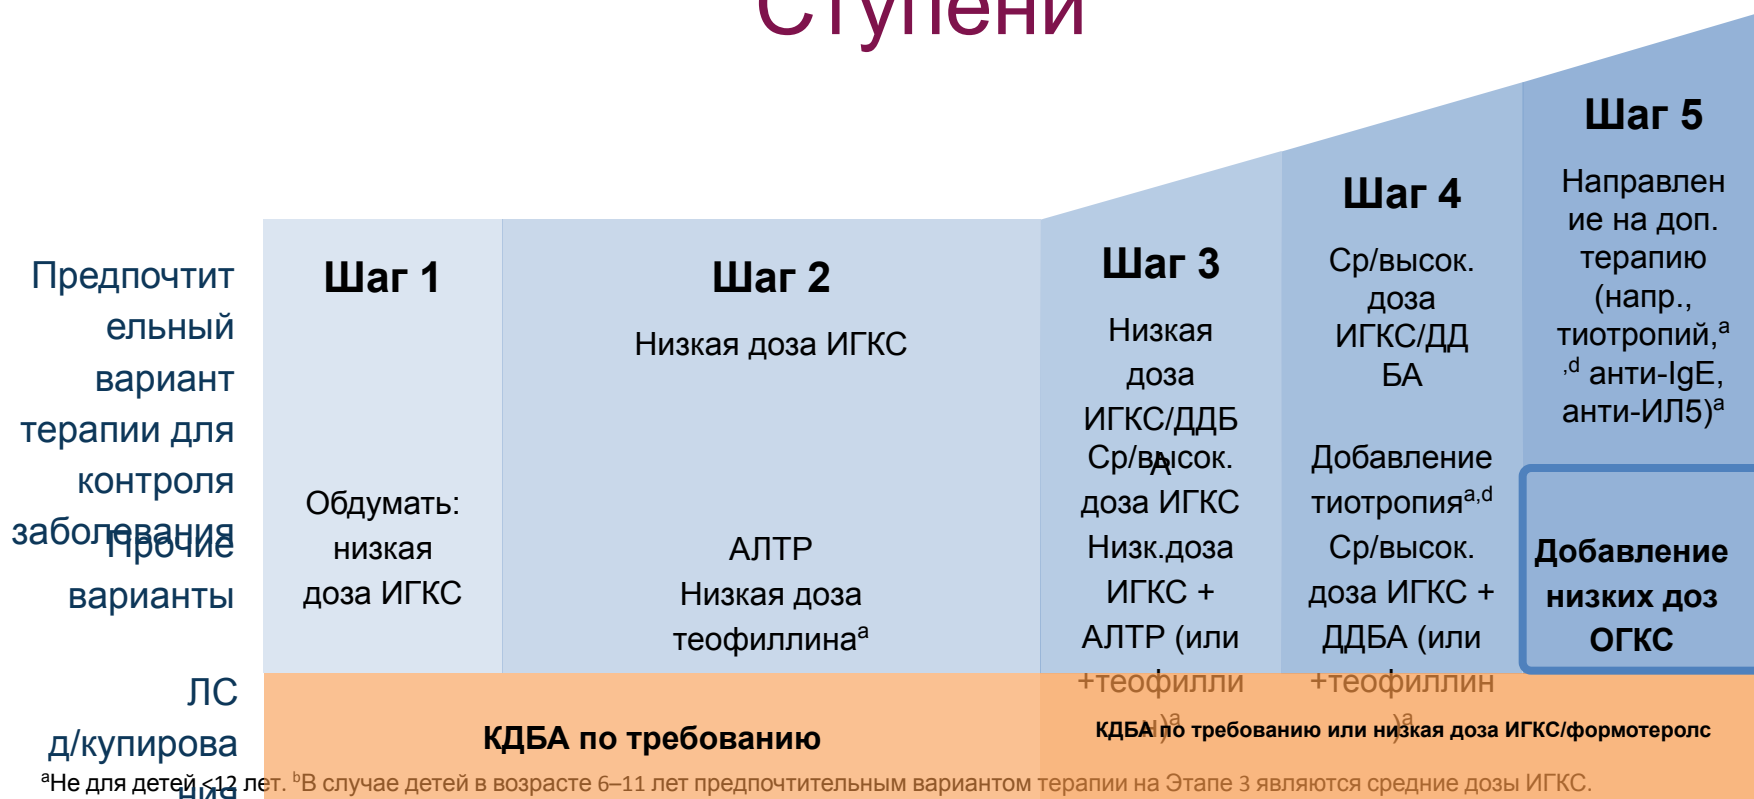 Ступени
Предпочтит
ельный
вариант
терапии для
контроля
заболевания
Прочие
варианты
ЛС
д/купирова
ния
Шаг 1
Обдумать:
низкая
доза ИГКС
Шаг 2
Низкая доза ИГКС
АЛТР
Низкая доза
теофиллинаᵃ
Шаг 3
Низкая
доза
ИГКС/ДДБ
А
Ср/высок.
доза ИГКС
Низк.доза
ИГКС +
АЛТР (или
+теофилли
н)ᵃ
Шаг 4
Ср/высок.
доза
ИГКС/ДД
БА
Добавление
тиотропияᵃ,ᵈ
Ср/высок.
доза ИГКС +
ДДБА (или
+теофиллин
)ᵃ
Шаг 5
Направлен
ие на доп.
терапию
(напр.,
тиотропий,ᵃ
,ᵈ анти-IgE,
анти-ИЛ5)ᵃ
Добавление
низких доз
ОГКС
КДБА по требованию
КДБА по требованию или низкая доза ИГКС/формотеролс
ᵃНе для детей <12 лет. ᵇВ случае детей в возрасте 6–11 лет предпочтительным вариантом терапии на Этапе 3 являются средние дозы ИГКС.